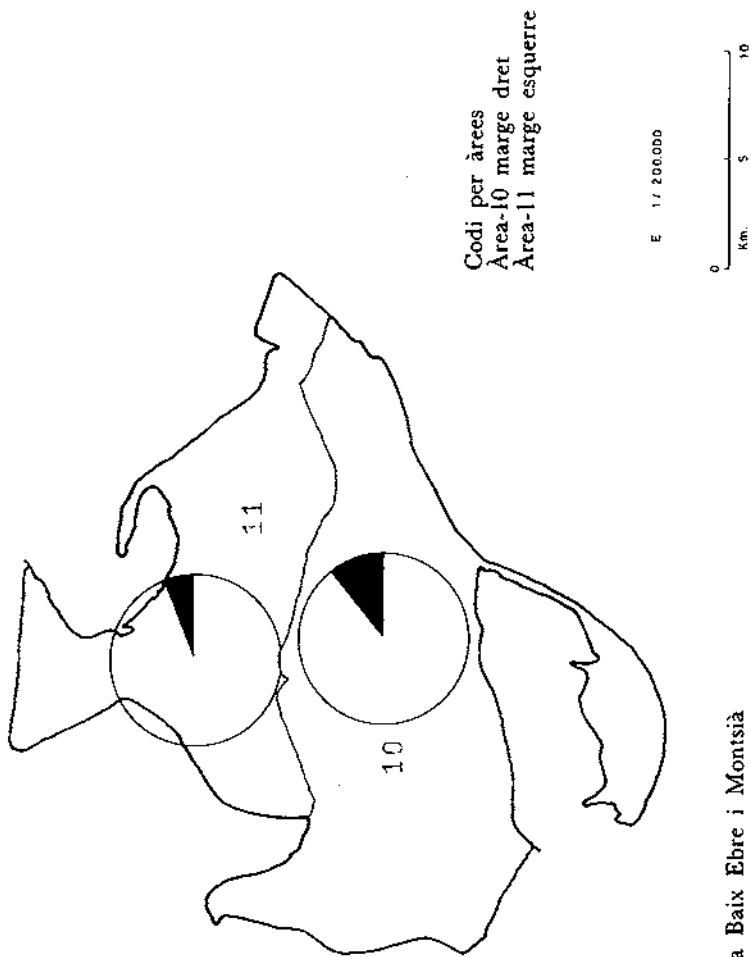 11
10
Codi per àrees
Àrea-10 marge dret
Àrea-11 marge esquerre
E 1/ 200.000
0 5 10
Km.
a Baix Ebre i Montsià